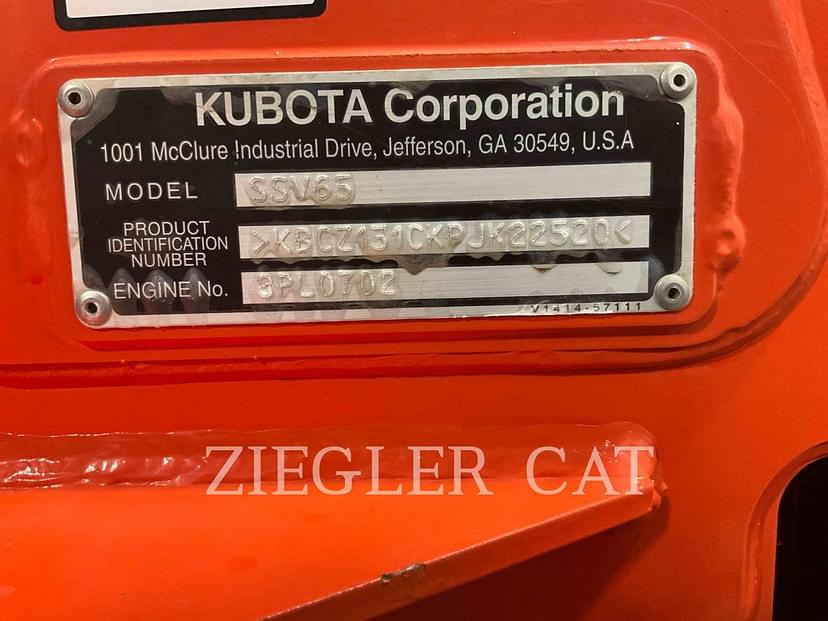 KUBOTA Corporation
1001 McClure Industrial Drive, Jefferson, GA 30549, U.S.A
MODEL SSV65
PRODUCT IDENTIFICATION NUMBER >KBCZ151CKPJK22520<
ENGINE No. 3PL0702
V1414-57111
ZIEGLER CAT